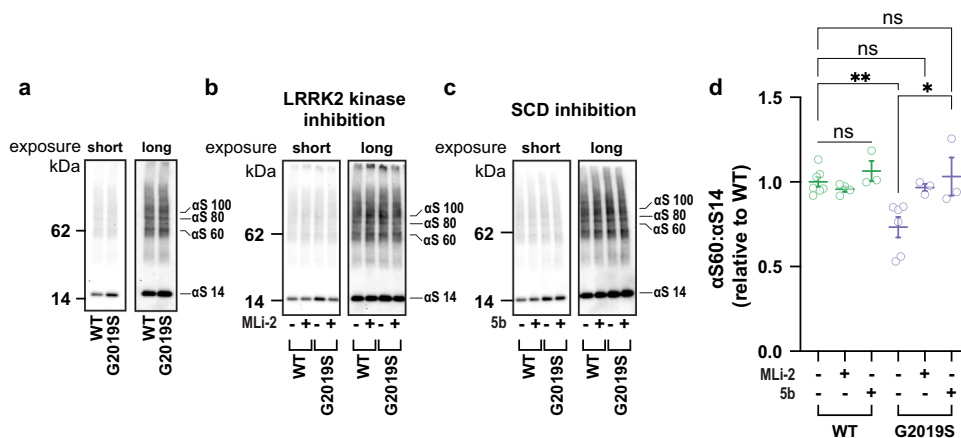 a
exposure short long
kDa
αS 100
αS 80
αS 60
62
αS 14
14
WT
G2019S
WT
G2019S
b
LRRK2 kinase
inhibition
exposure short long
kDa
αS 100
αS 80
αS 60
62
αS 14
14
MLi-2 - + - + - + - +
WT
G2019S
WT
G2019S
c
SCD inhibition
exposure short long
kDa
αS 100
αS 80
αS 60
62
αS 14
14
5b - + - + - + - +
WT
G2019S
WT
G2019S
d
ns
ns
**
*
ns
αS60:αS14
(relative to WT)
1.5
1.0
0.5
0.0
MLi-2 - + - - + -
5b - - + - - +
WT G2019S